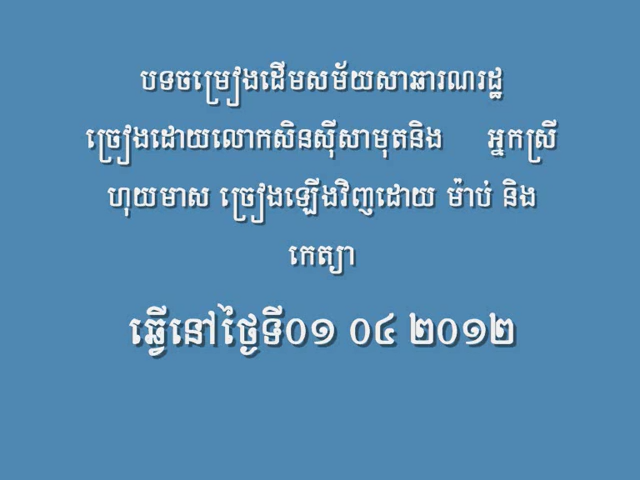 បទចម្រៀងដើមសម័យសាឆារណរដ្ឋ
ច្រៀងដោយលោកសិនស៊ីសាមុតនិង អ្នកស្រី
ហុយមាស ច្រៀងឡើងវិញដោយ ម៉ាប់ និង
កេត្យា
ធ្វើនៅថ្ងៃទី០១ ០៤ ២០១២